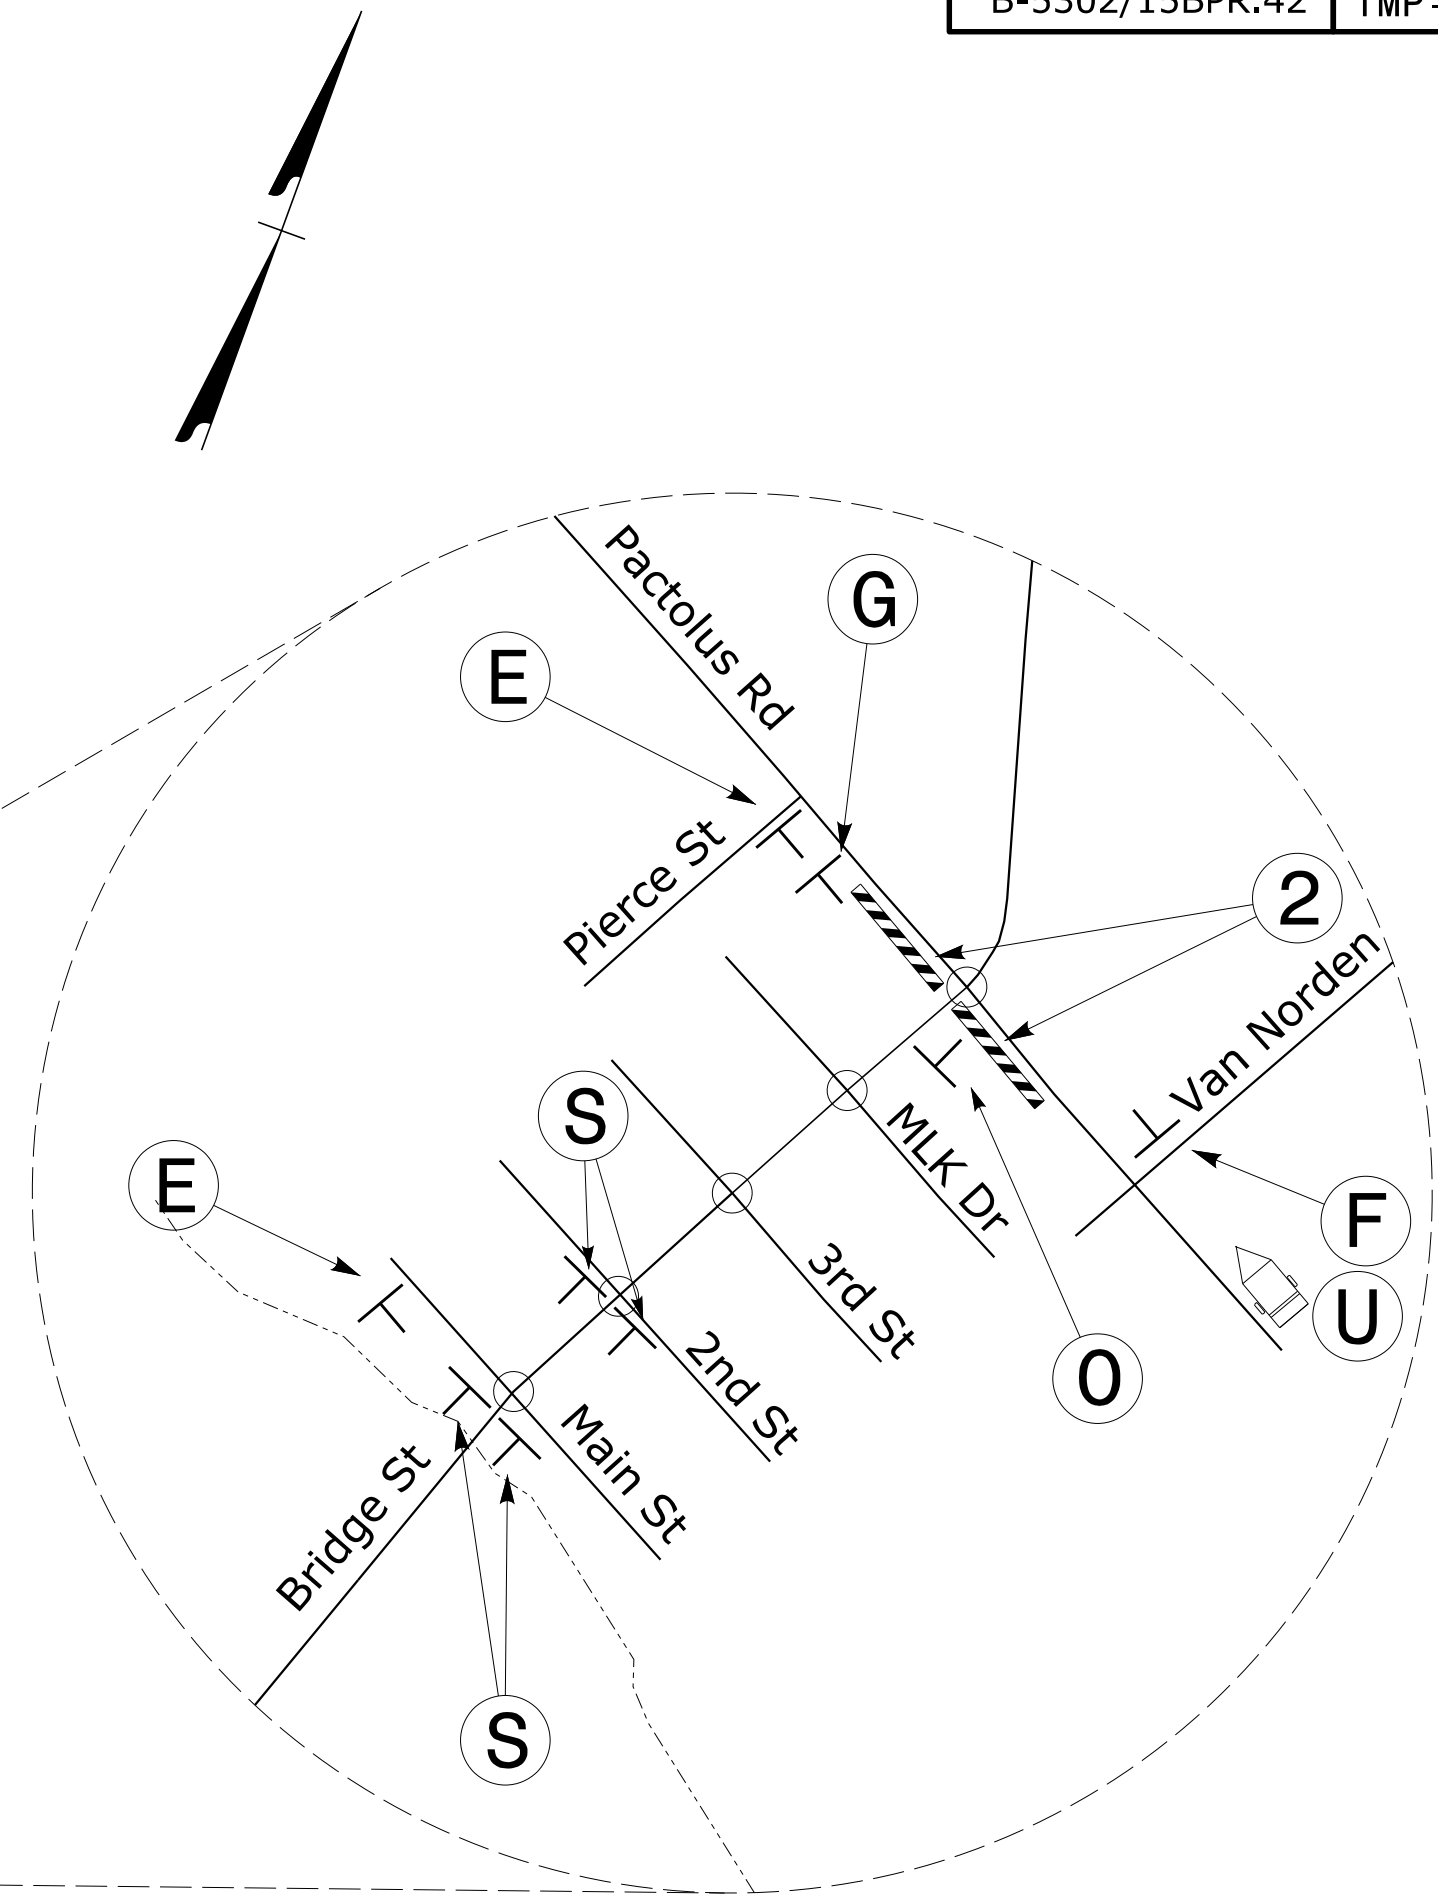 B-5302/15BPR.42
TMP-
Pactolus Rd
G
E
Pierce St
2
Van Norden
S
MLK Dr
E
F
3rd St
U
2nd St
O
Main St
Bridge St
S